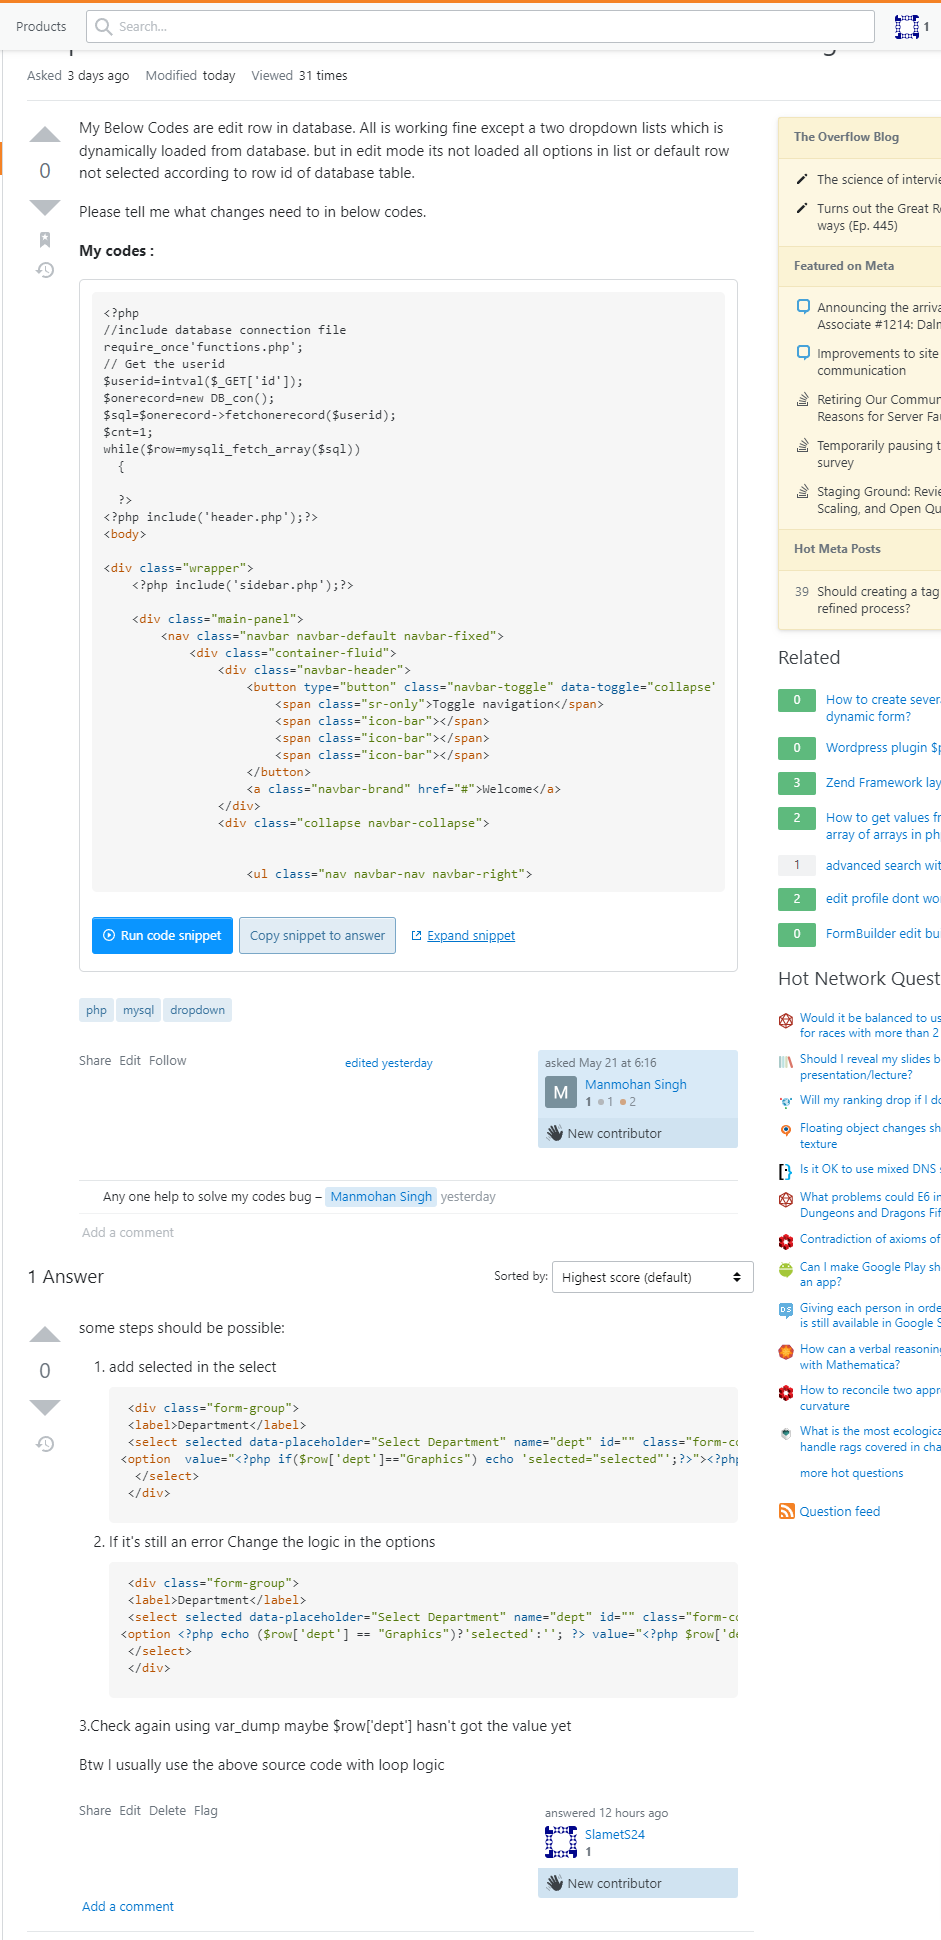 Products
Search...
1
Asked 3 days ago Modified today Viewed 31 times
My Below Codes are edit row in database. All is working fine except a two dropdown lists which is
dynamically loaded from database. but in edit mode its not loaded all options in list or default row
not selected according to row id of database table.
0
Please tell me what changes need to in below codes.
My codes :
<?php
//include database connection file
require_once'functions.php';
// Get the userid
$userid=intval($_GET['id']);
$onerecord=new DB_con();
$sql=$onerecord->fetchonerecord($userid);
$cnt=1;
while($row=mysqli_fetch_array($sql))
{
?>
<?php include('header.php');?>
<body>
<div class="wrapper">
<?php include('sidebar.php');?>
<div class="main-panel">
<nav class="navbar navbar-default navbar-fixed">
<div class="container-fluid">
<div class="navbar-header">
<button type="button" class="navbar-toggle" data-toggle="collapse'
<span class="sr-only">Toggle navigation</span>
<span class="icon-bar"></span>
<span class="icon-bar"></span>
<span class="icon-bar"></span>
</button>
<a class="navbar-brand" href="#">Welcome</a>
</div>
<div class="collapse navbar-collapse">
<ul class="nav navbar-nav navbar-right">
Run code snippet
Copy snippet to answer
Expand snippet
php mysql dropdown
Share Edit Follow
edited yesterday
asked May 21 at 6:16
M
Manmohan Singh
1 ●1 ●2
New contributor
Any one help to solve my codes bug – Manmohan Singh yesterday
Add a comment
1 Answer
Sorted by:
Highest score (default)
0
some steps should be possible:
1. add selected in the select
<div class="form-group">
<label>Department</label>
<select selected data-placeholder="Select Department" name="dept" id="" class="form-co
<option value="<?php if($row['dept']=="Graphics") echo 'selected="selected"';?>"><?php
</select>
</div>
2. If it's still an error Change the logic in the options
<div class="form-group">
<label>Department</label>
<select selected data-placeholder="Select Department" name="dept" id="" class="form-co
<option <?php echo ($row['dept'] == "Graphics")?'selected':''; ?> value="<?php $row['de
</select>
</div>
3.Check again using var_dump maybe $row['dept'] hasn't got the value yet
Btw I usually use the above source code with loop logic
Share Edit Delete Flag
answered 12 hours ago
SlametS24
1
New contributor
Add a comment
The Overflow Blog
The science of intervie
Turns out the Great Re
ways (Ep. 445)
Featured on Meta
Announcing the arriva
Associate #1214: Daln
Improvements to site
communication
Retiring Our Commun
Reasons for Server Fau
Temporarily pausing t
survey
Staging Ground: Revie
Scaling, and Open Qu
Hot Meta Posts
39 Should creating a tag
refined process?
Related
0 How to create severa
dynamic form?
0 Wordpress plugin $p
3 Zend Framework lay
2 How to get values fr
array of arrays in ph
1 advanced search wit
2 edit profile dont wo
0 FormBuilder edit bu
Hot Network Quest
Would it be balanced to us
for races with more than 2
Should I reveal my slides b
presentation/lecture?
Will my ranking drop if I do
Floating object changes sh
texture
Is it OK to use mixed DNS
What problems could E6 in
Dungeons and Dragons Fif
Contradiction of axioms of
Can I make Google Play sh
an app?
Giving each person in orde
is still available in Google S
How can a verbal reasoning
with Mathematica?
How to reconcile two appr
curvature
What is the most ecologica
handle rags covered in cha
more hot questions
Question feed